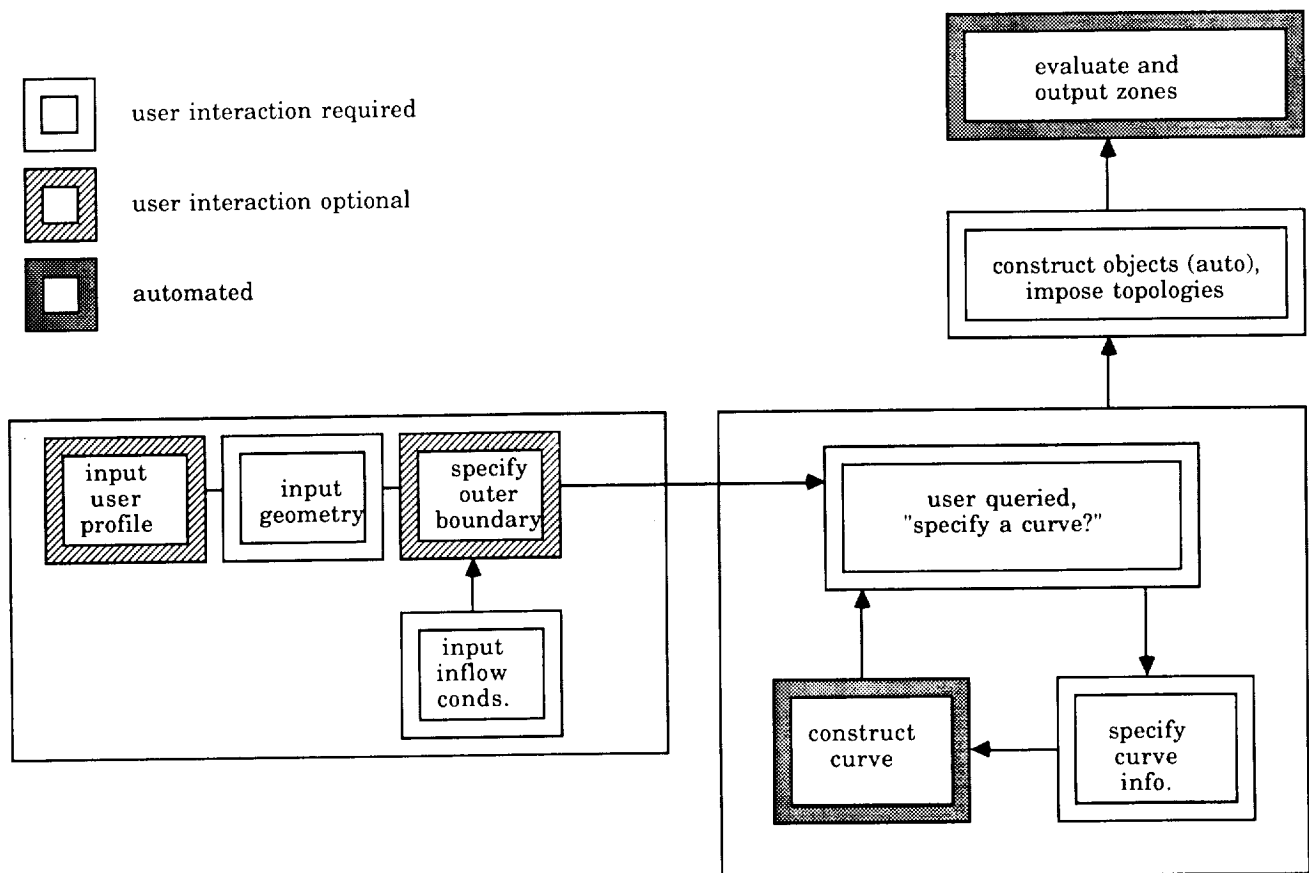 user interaction required
user interaction optional
automated
evaluate and
output zones
construct objects (auto),
impose topologies
input
user
profile
input
geometry
specify
outer
boundary
input
inflow
conds.
user queried,
"specify a curve?"
construct
curve
specify
curve
info.